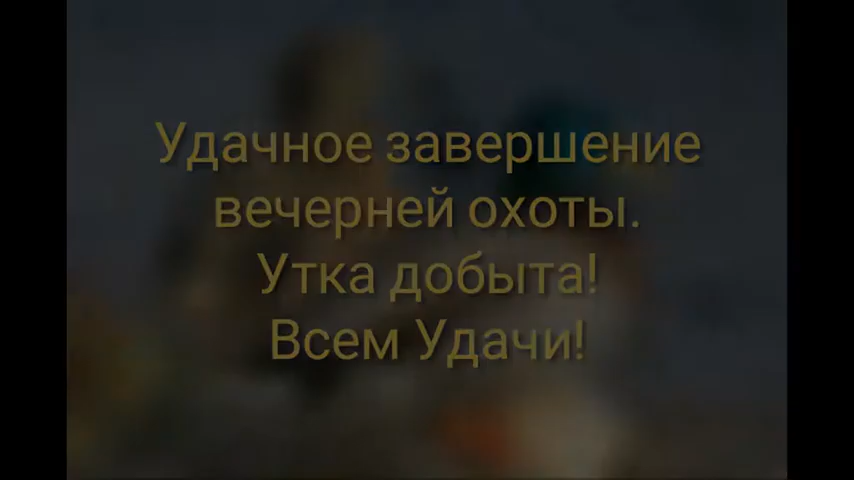 Удачное завершение
вечерней охоты.
Утка добыта!
Всем Удачи!